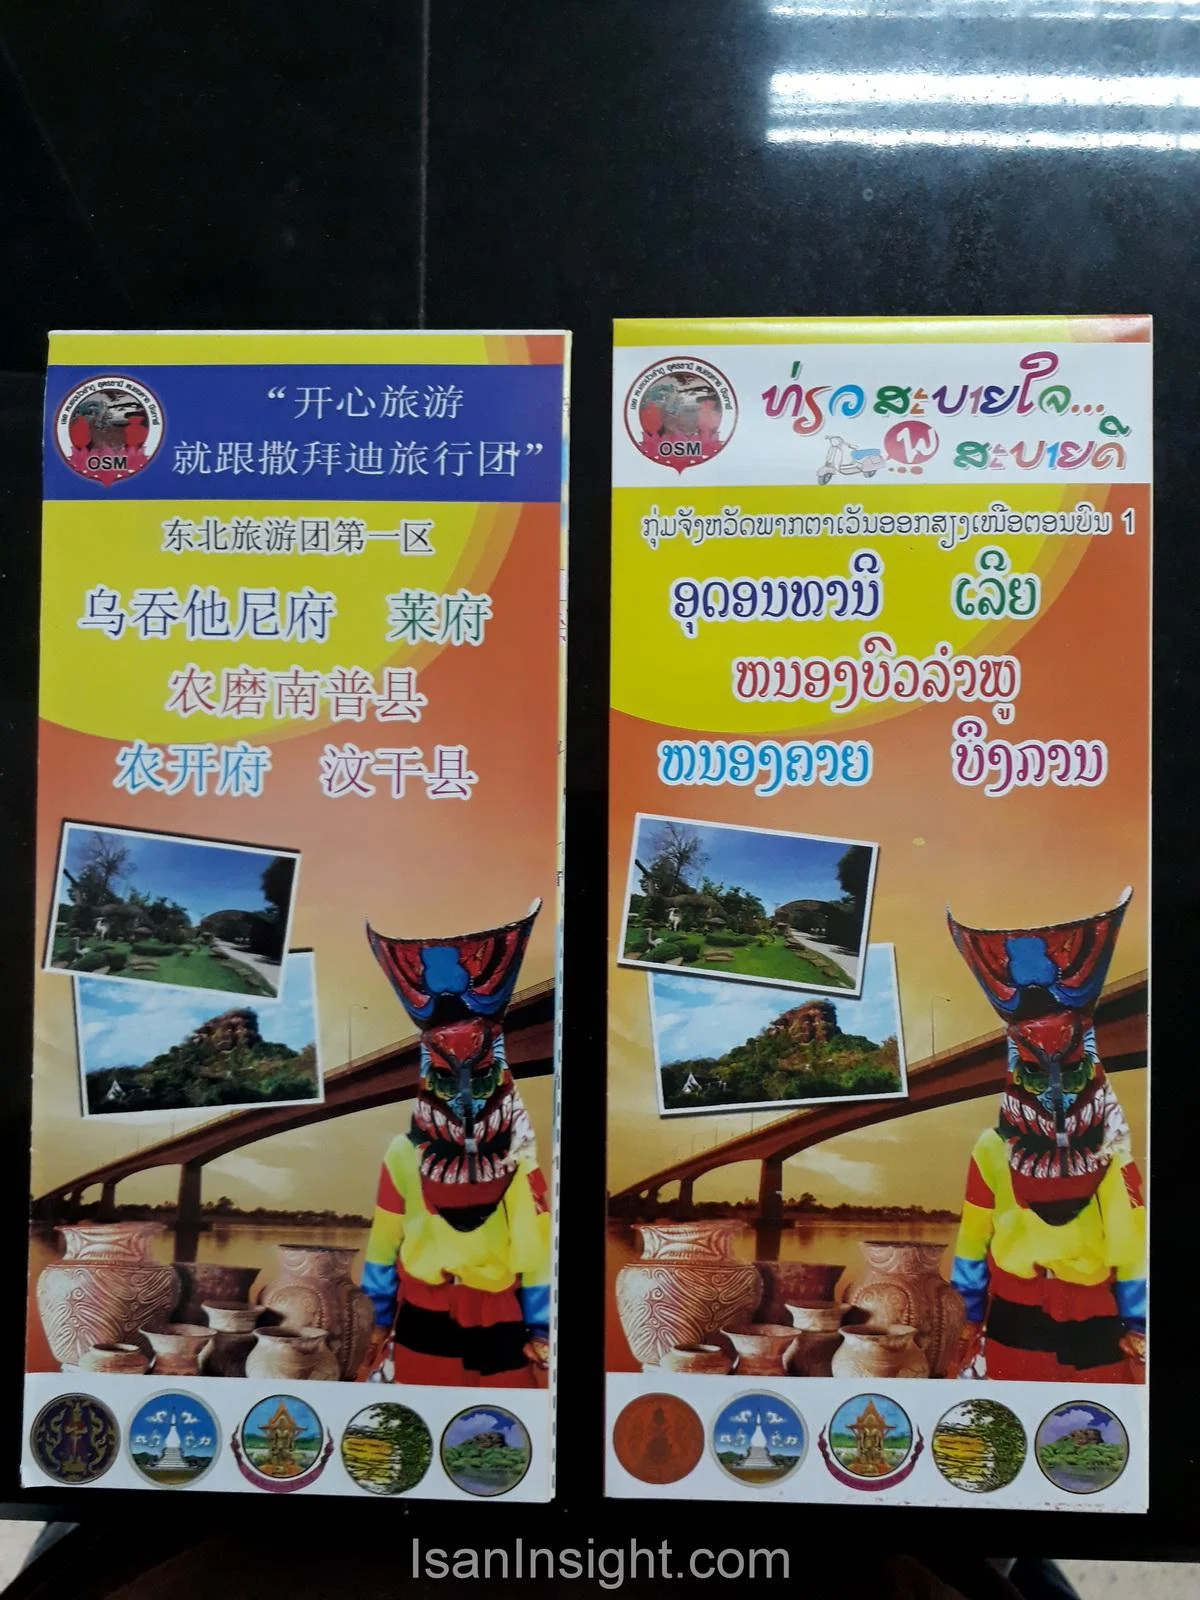 “开心旅游
就跟撒拜迪旅行团”
OSM
东北旅游团第一区
乌吞他尼府 莱府
农磨南普县
农开府 汶干县
ທ່ຽວ ສະບາຍໃຈ...
ສະບາຍດີ
OSM
ກຸ່ມຈັງຫວັດພາກຕາເວັນອອກສຽງເໜືອຕອນບົນ 1
ອຸດອນທານີ ເລີຍ
ຫນອງບົວລຳພູ
ຫນອງຄາຍ ບຶງການ
IsanInsight.com